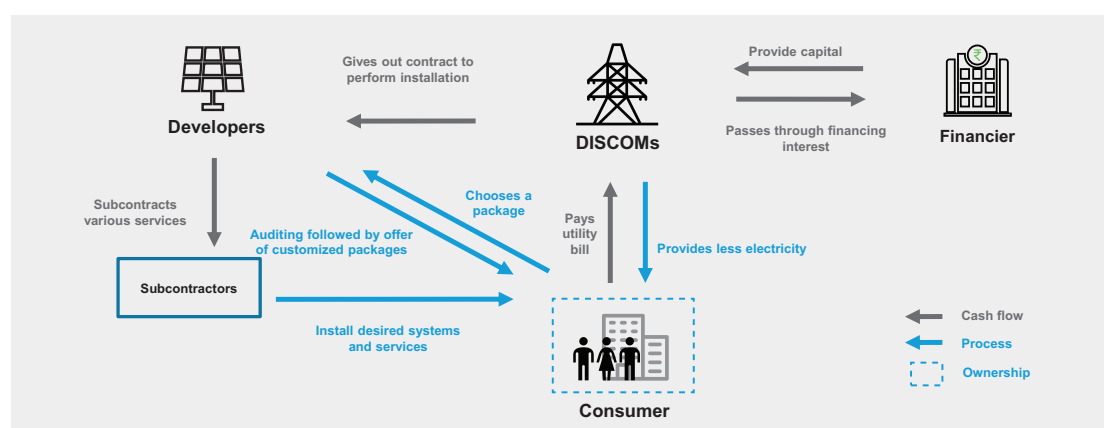 Gives out contract to
perform installation
Provide capital
₹
Developers
DISCOMs
Passes through financing
interest
Financier
Subcontracts
various services
Chooses a
package
Auditing followed by offer
of customized packages
Pays
utility
bill
Provides less electricity
Subcontractors
Install desired systems
and services
Consumer
Cash flow
Process
Ownership